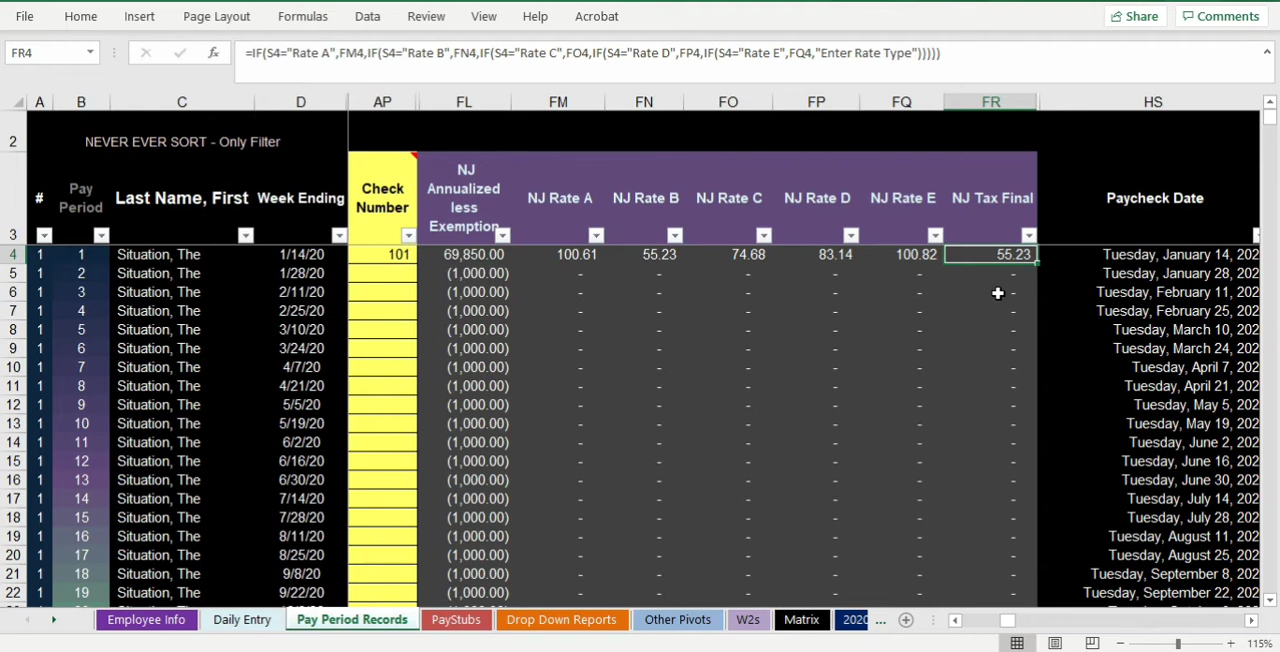 File Home Insert Page Layout Formulas Data Review View Help Acrobat Share Comments
FR4 fx =IF(S4="Rate A",FM4,IF(S4="Rate B",FN4,IF(S4="Rate C",FO4,IF(S4="Rate D",FP4,IF(S4="Rate E",FQ4,"Enter Rate Type")))))
A B C D AP FL FM FN FO FP FQ FR HS
2 NEVER EVER SORT - Only Filter
3 # Pay Period Last Name, First Week Ending Check Number NJ Annualized less Exemption NJ Rate A NJ Rate B NJ Rate C NJ Rate D NJ Rate E NJ Tax Final Paycheck Date
4 1 1 Situation, The 1/14/20 101 69,850.00 100.61 55.23 74.68 83.14 100.82 55.23 Tuesday, January 14, 202
5 1 2 Situation, The 1/28/20 (1,000.00) - - - - - - Tuesday, January 28, 202
6 1 3 Situation, The 2/11/20 (1,000.00) - - - - - - Tuesday, February 11, 202
7 1 4 Situation, The 2/25/20 (1,000.00) - - - - - - Tuesday, February 25, 202
8 1 5 Situation, The 3/10/20 (1,000.00) - - - - - - Tuesday, March 10, 202
9 1 6 Situation, The 3/24/20 (1,000.00) - - - - - - Tuesday, March 24, 202
10 1 7 Situation, The 4/7/20 (1,000.00) - - - - - - Tuesday, April 7, 202
11 1 8 Situation, The 4/21/20 (1,000.00) - - - - - - Tuesday, April 21, 202
12 1 9 Situation, The 5/5/20 (1,000.00) - - - - - - Tuesday, May 5, 202
13 1 10 Situation, The 5/19/20 (1,000.00) - - - - - - Tuesday, May 19, 202
14 1 11 Situation, The 6/2/20 (1,000.00) - - - - - - Tuesday, June 2, 202
15 1 12 Situation, The 6/16/20 (1,000.00) - - - - - - Tuesday, June 16, 202
16 1 13 Situation, The 6/30/20 (1,000.00) - - - - - - Tuesday, June 30, 202
17 1 14 Situation, The 7/14/20 (1,000.00) - - - - - - Tuesday, July 14, 202
18 1 15 Situation, The 7/28/20 (1,000.00) - - - - - - Tuesday, July 28, 202
19 1 16 Situation, The 8/11/20 (1,000.00) - - - - - - Tuesday, August 11, 202
20 1 17 Situation, The 8/25/20 (1,000.00) - - - - - - Tuesday, August 25, 202
21 1 18 Situation, The 9/8/20 (1,000.00) - - - - - - Tuesday, September 8, 202
22 1 19 Situation, The 9/22/20 (1,000.00) - - - - - - Tuesday, September 22, 202
Employee Info Daily Entry Pay Period Records PayStubs Drop Down Reports Other Pivots W2s Matrix 2020 ...
115%